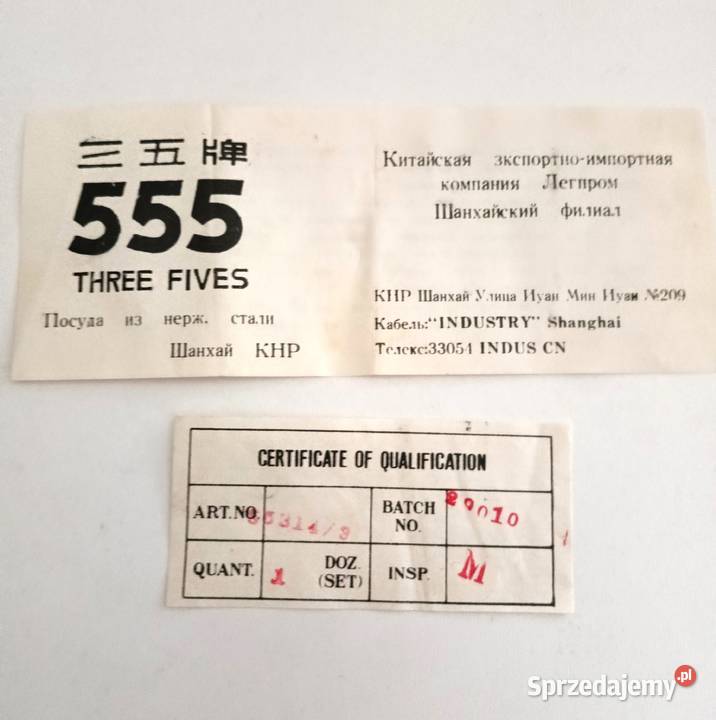 三五牌
555
THREE FIVES
Посуда из нерж. стали
Шанхай КНР
Китайская зкспортно-импортная
компания Легпром
Шанхайский филиал
КНР Шанхай Улица Иуан Мин Иуан №209
Кабель:"INDUSTRY" Shanghai
Телекс:33054 INDUS CN
CERTIFICATE OF QUALIFICATION
ART.NO.
BATCH NO. 29010
QUANT. 1 DOZ. (SET)
INSP. M
Sprzedajemy.pl